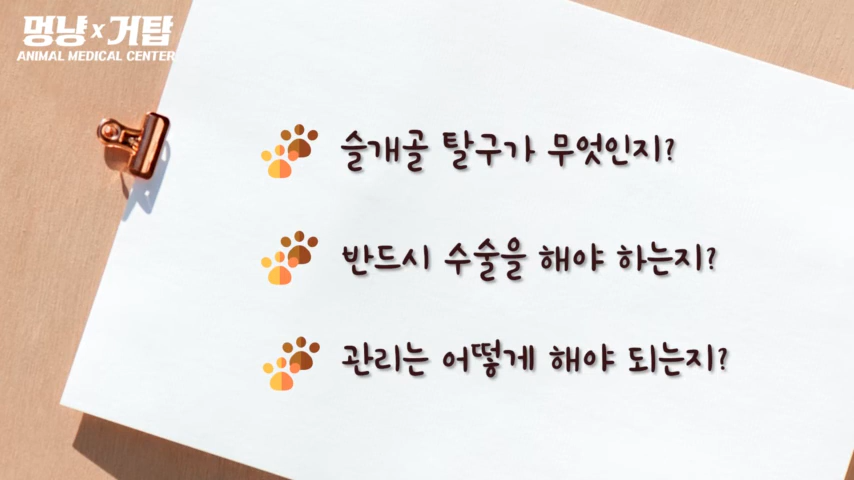 멍냥x거탑
ANIMAL MEDICAL CENTER
슬개골 탈구가 무엇인지?
반드시 수술을 해야 하는지?
관리는 어떻게 해야 되는지?